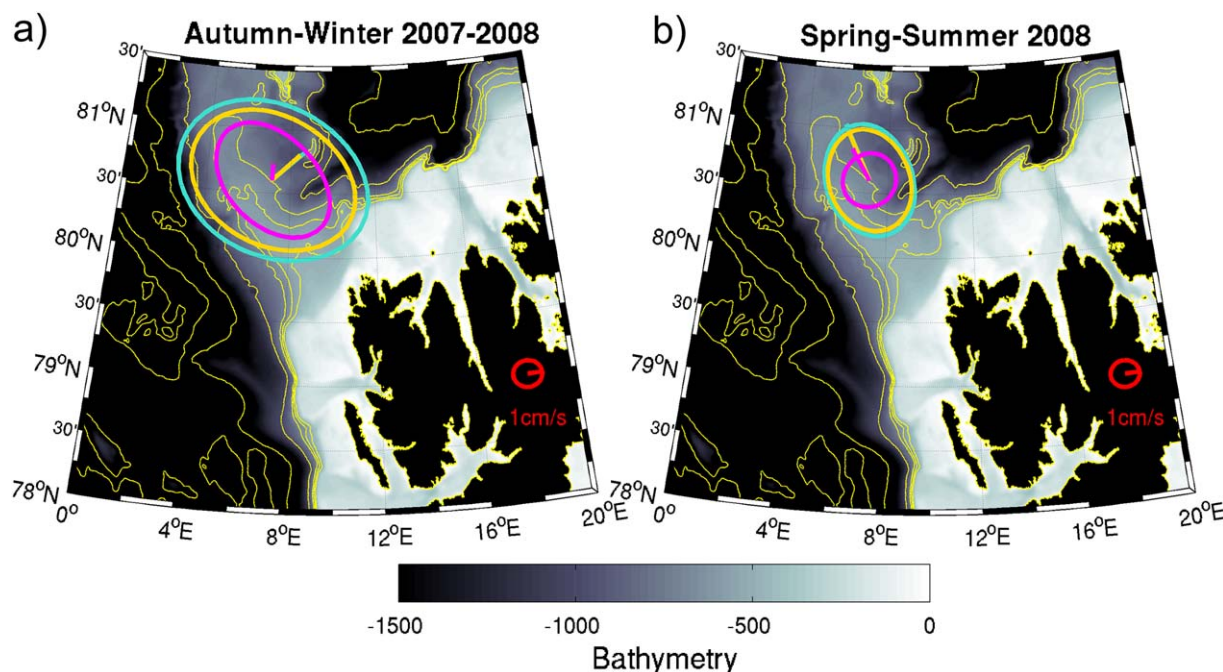 a)
Autumn-Winter 2007-2008
30'
81°N
30'
80°N
30'
79°N
30'
78°N
0°
4°E
8°E
12°E
16°E
20°E
1cm/s
b)
Spring-Summer 2008
30'
81°N
30'
80°N
30'
79°N
30'
78°N
0°
4°E
8°E
12°E
16°E
20°E
1cm/s
-1500
-1000
-500
0
Bathymetry